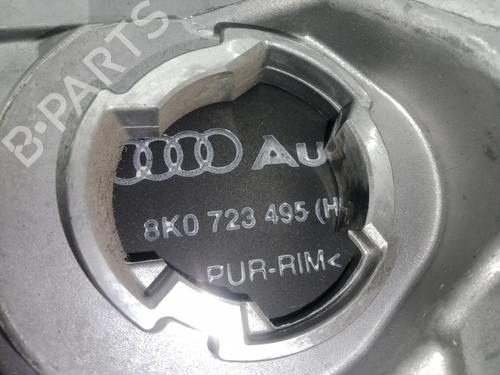 B-PARTS
Au
8K0 723 495 (H
PUR-RIM<